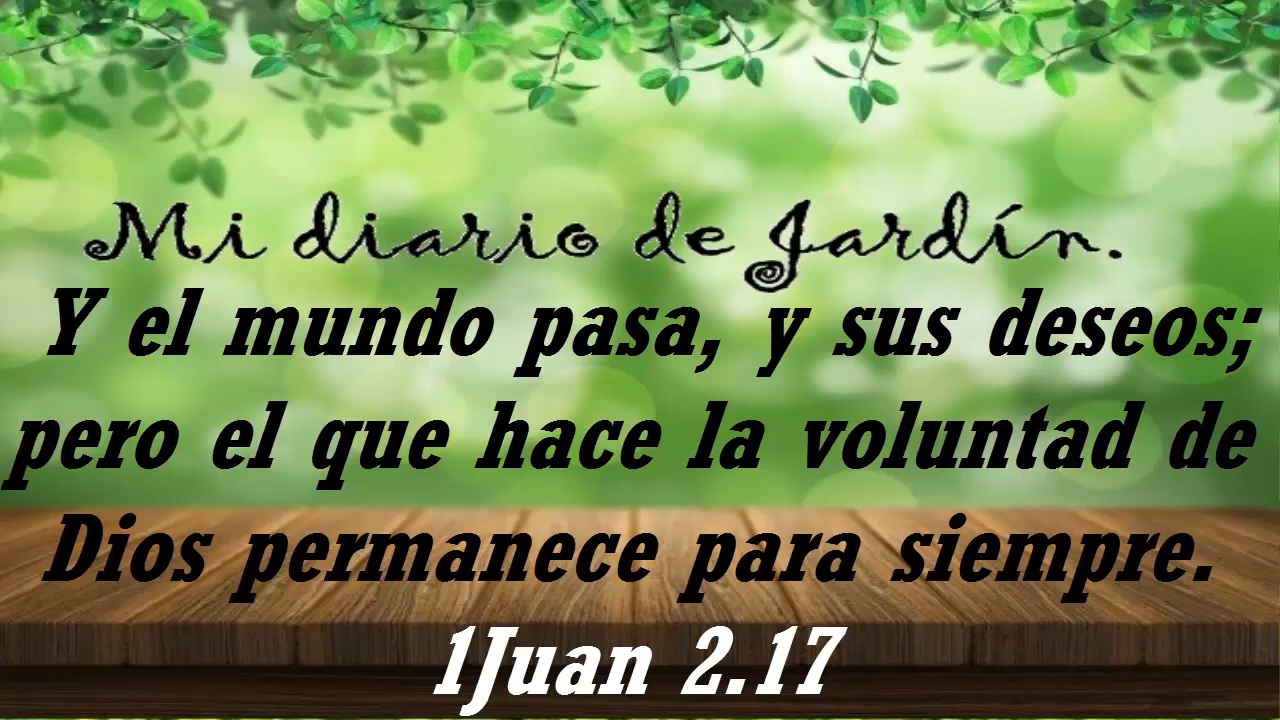 Mi diario de Jardín.
Y el mundo pasa, y sus deseos;
pero el que hace la voluntad de
Dios permanece para siempre.
1Juan 2.17